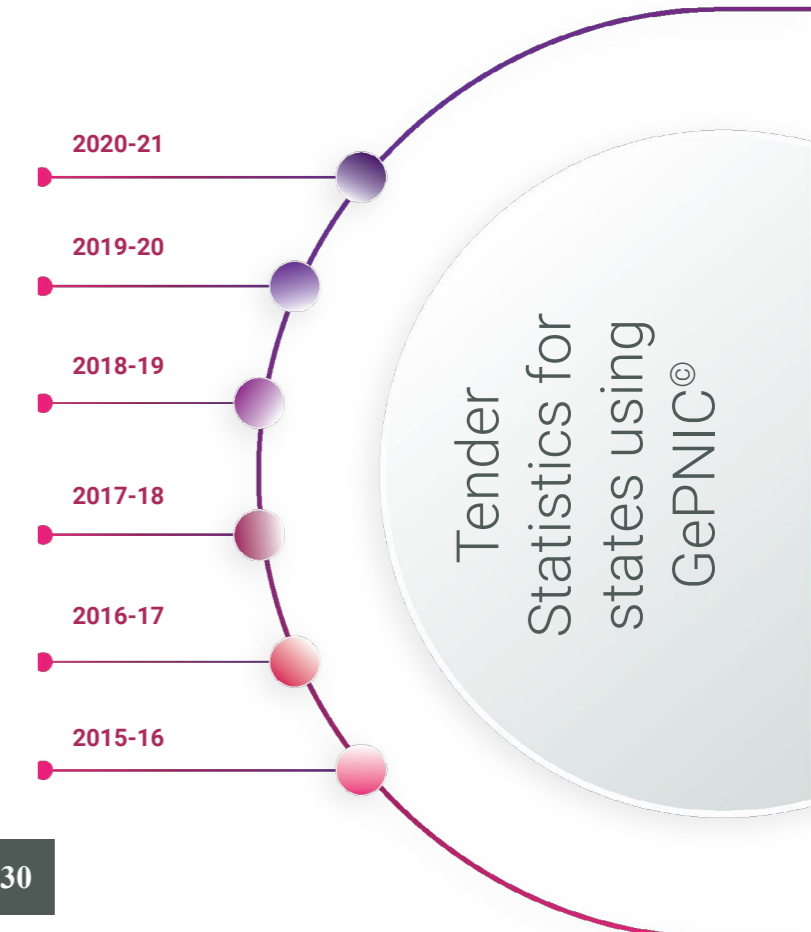 2020-21
2019-20
2018-19
2017-18
2016-17
2015-16
Tender
Statistics for
states using
GePNIC©
30